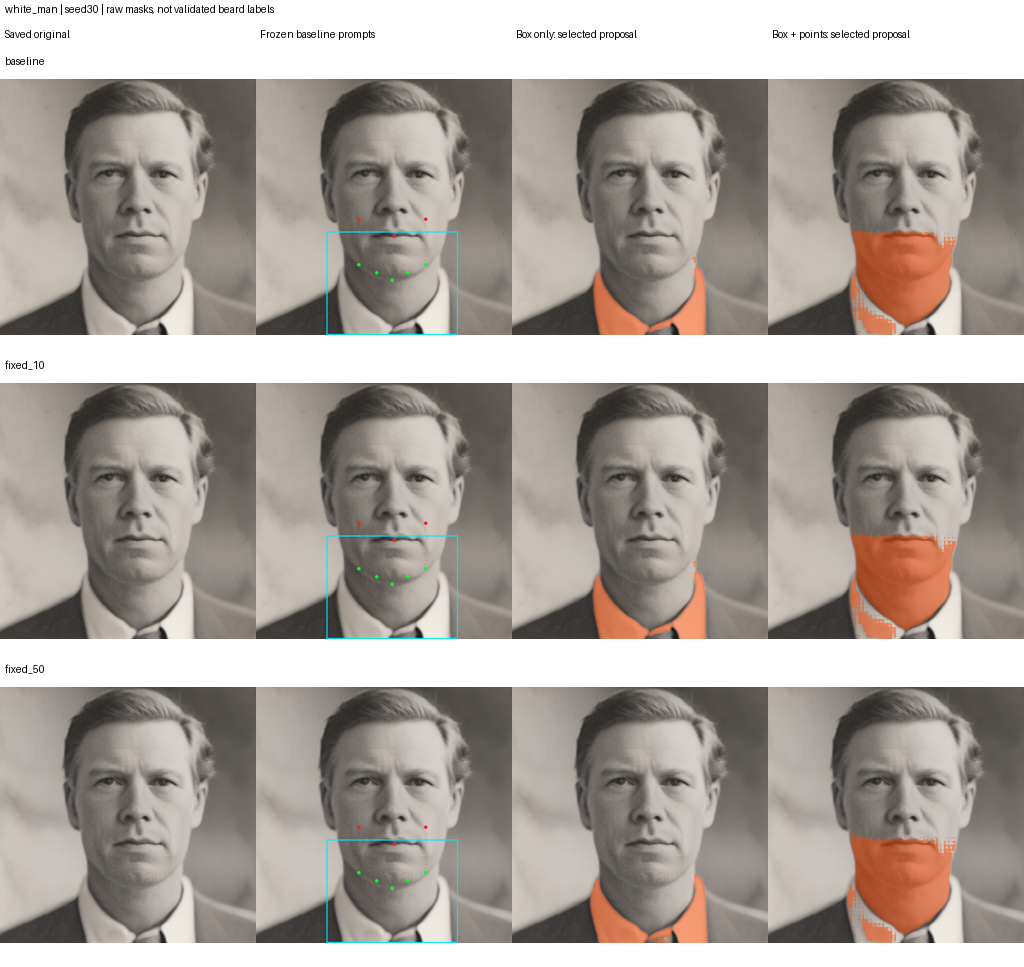 white_man | seed30 | raw masks, not validated beard labels
Saved original Frozen baseline prompts Box only: selected proposal Box + points: selected proposal
baseline
fixed_10
fixed_50